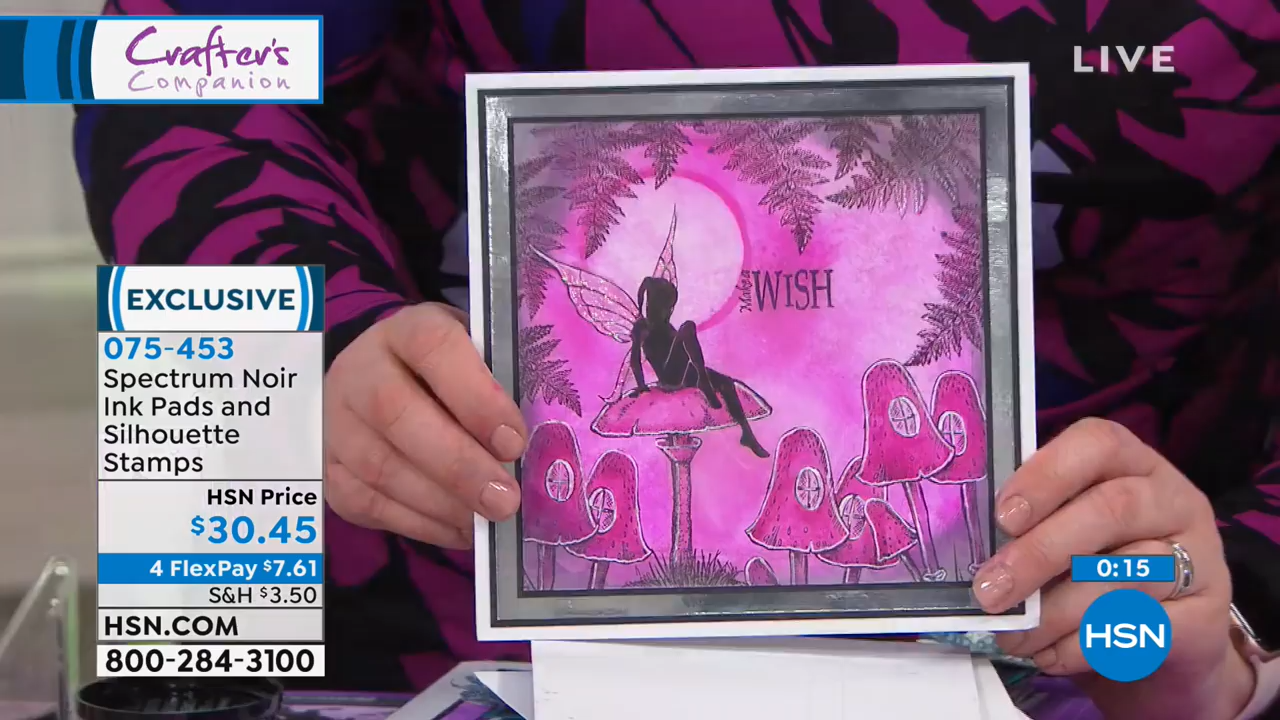 Crafter's
Companion
LIVE
EXCLUSIVE
075-453
Spectrum Noir
Ink Pads and
Silhouette
Stamps
HSN Price
$30.45
4 FlexPay $7.61
S&H $3.50
HSN.COM
800-284-3100
Make a
WISH
0:15
HSN